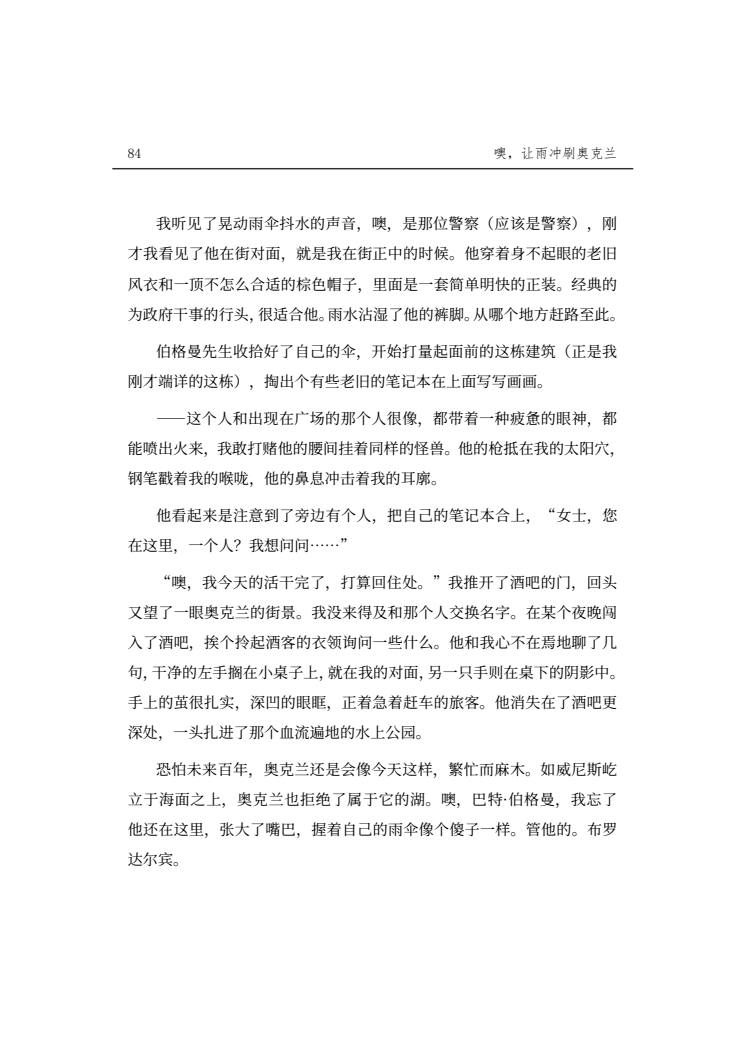 84 噢，让雨冲刷奥克兰
我听见了晃动雨伞抖水的声音，噢，是那位警察（应该是警察），刚
才我看见了他在街对面，就是我在街正中的时候。他穿着身不起眼的老旧
风衣和一顶不怎么合适的棕色帽子，里面是一套简单明快的正装。经典的
为政府干事的行头，很适合他。雨水沾湿了他的裤脚。从哪个地方赶路至此。
伯格曼先生收拾好了自己的伞，开始打量起面前的这栋建筑（正是我
刚才端详的这栋），掏出个有些老旧的笔记本在上面写写画画。
——这个人和出现在广场的那个人很像，都带着一种疲惫的眼神，都
能喷出火来，我敢打赌他的腰间挂着同样的怪兽。他的枪抵在我的太阳穴，
钢笔戳着我的喉咙，他的鼻息冲击着我的耳廓。
他看起来是注意到了旁边有个人，把自己的笔记本合上，“女士，您
在这里，一个人？我想问问……”
“噢，我今天的活干完了，打算回住处。”我推开了酒吧的门，回头
又望了一眼奥克兰的街景。我没来得及和那个人交换名字。在某个夜晚闯
入了酒吧，挨个拎起酒客的衣领询问一些什么。他和我心不在焉地聊了几
句，干净的左手搁在小桌子上，就在我的对面，另一只手则在桌下的阴影中。
手上的茧很扎实，深凹的眼眶，正着急着赶车的旅客。他消失在了酒吧更
深处，一头扎进了那个血流遍地的水上公园。
恐怕未来百年，奥克兰还是会像今天这样，繁忙而麻木。如威尼斯屹
立于海面之上，奥克兰也拒绝了属于它的湖。噢，巴特·伯格曼，我忘了
他还在这里，张大了嘴巴，握着自己的雨伞像个傻子一样。管他的。布罗
达尔宾。